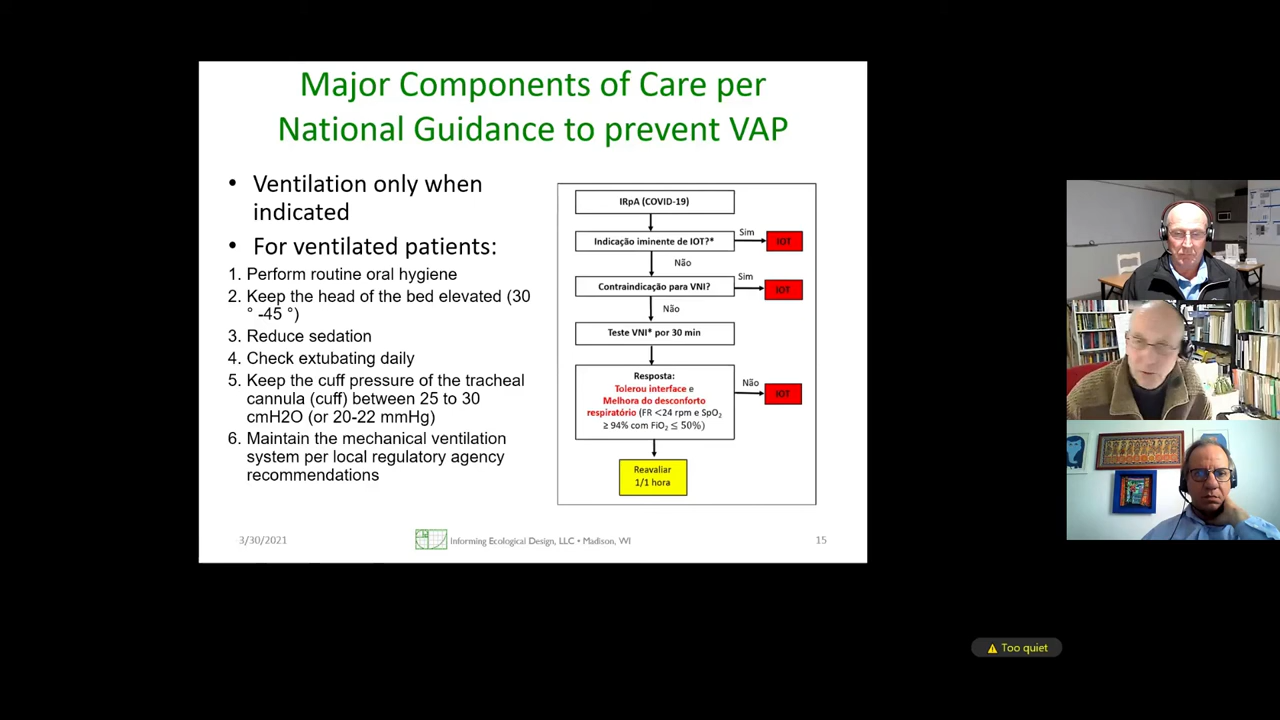 Major Components of Care per
National Guidance to prevent VAP
• Ventilation only when
indicated
• For ventilated patients:
1. Perform routine oral hygiene
2. Keep the head of the bed elevated (30
° -45 °)
3. Reduce sedation
4. Check extubating daily
5. Keep the cuff pressure of the tracheal
cannula (cuff) between 25 to 30
cmH2O (or 20-22 mmHg)
6. Maintain the mechanical ventilation
system per local regulatory agency
recommendations
IRpA (COVID-19)
Indicação iminente de IOT?*
Sim
IOT
Não
Contraindicação para VNI?
Sim
IOT
Não
Teste VNI* por 30 min
Resposta:
Tolerou interface e
Melhora do desconforto
respiratório (FR <24 rpm e SpO₂
≥ 94% com FiO₂ ≤ 50%)
Não
IOT
Reavaliar
1/1 hora
3/30/2021
Informing Ecological Design, LLC • Madison, WI
15
Too quiet